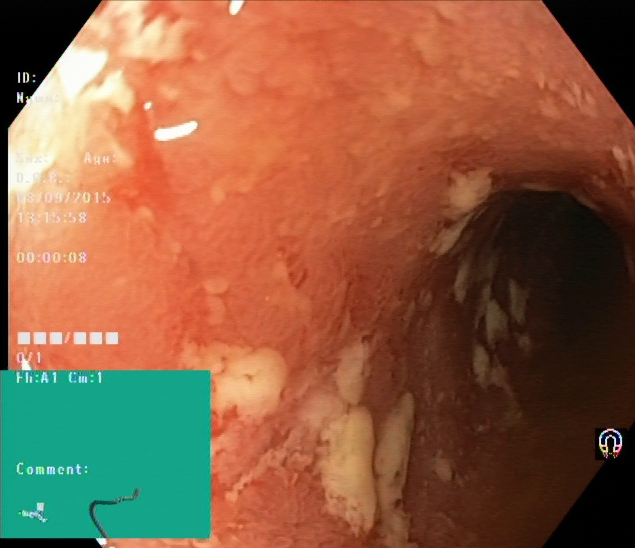 ID:
Name:
Sex: Age:
D.O.B.:
08/09/2015
13:15:58
00:00:08
■■■/■■■
0/1
Eh:A1 Cm:1
Comment: